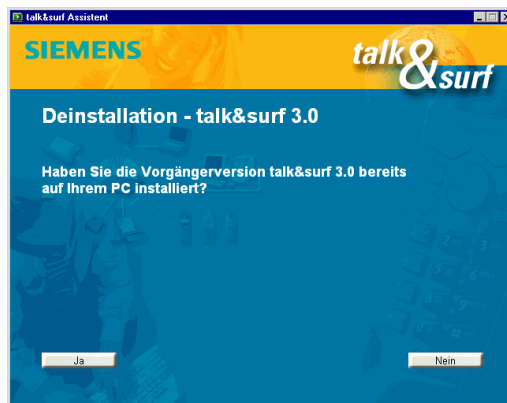 talk&surf Assistent
SIEMENS
talk&surf
Deinstallation - talk&surf 3.0
Haben Sie die Vorgängerversion talk&surf 3.0 bereits
auf Ihrem PC installiert?
Ja
Nein